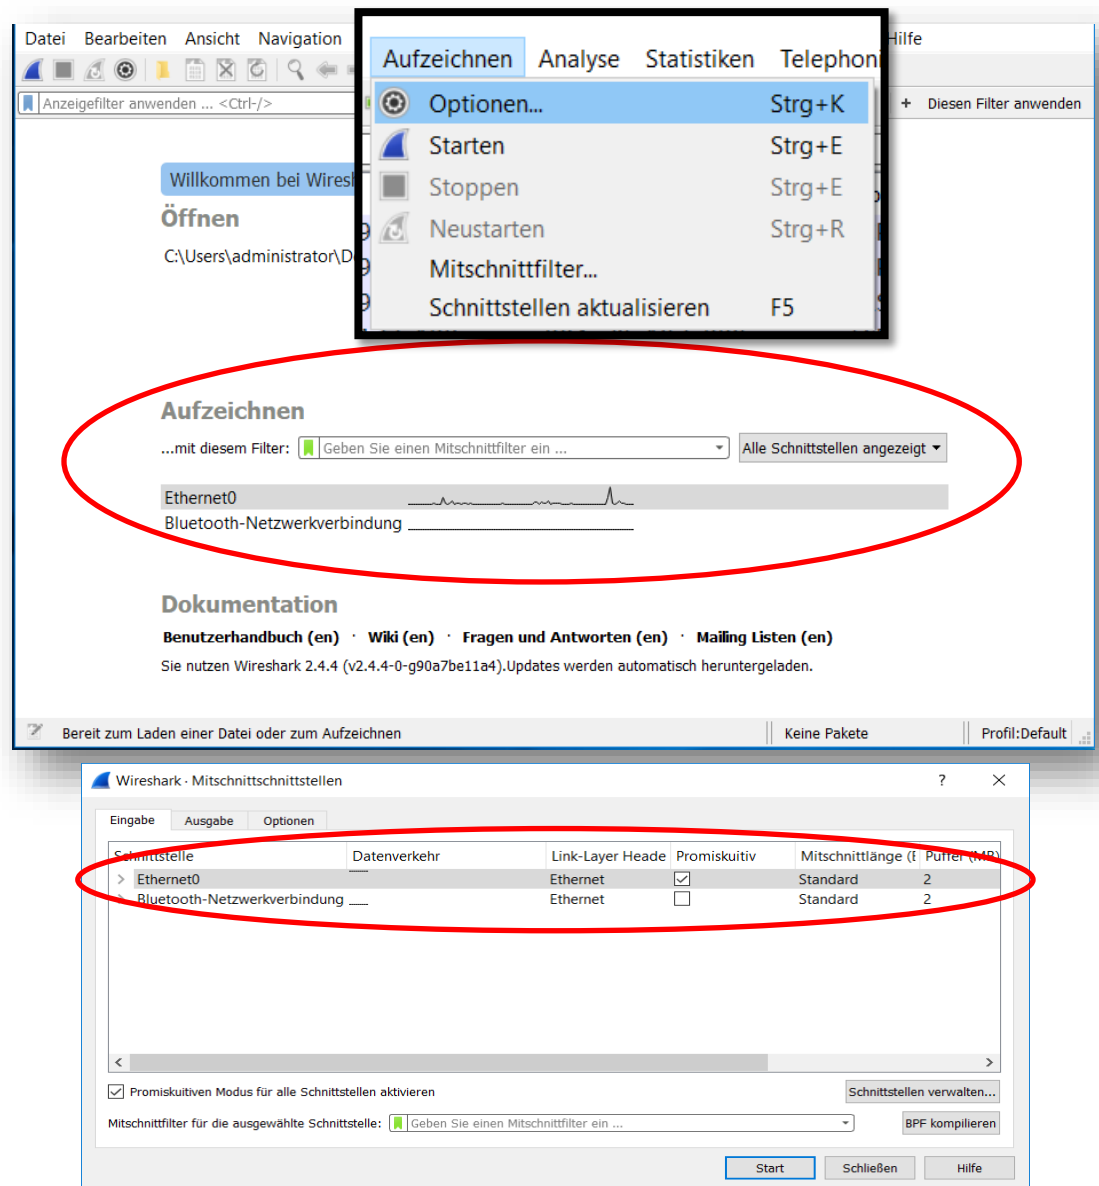 Datei Bearbeiten Ansicht Navigation Hilfe
Aufzeichnen Analyse Statistiken Telephoni
Optionen... Strg+K
Starten Strg+E
Stoppen Strg+E
Neustarten Strg+R
Mitschnittfilter...
Schnittstellen aktualisieren F5
Anzeigefilter anwenden ... <Ctrl-/> + Diesen Filter anwenden
Willkommen bei Wiresh
Öffnen
C:\Users\administrator\D
Aufzeichnen
...mit diesem Filter: Geben Sie einen Mitschnittfilter ein ... Alle Schnittstellen angezeigt
Ethernet0
Bluetooth-Netzwerkverbindung
Dokumentation
Benutzerhandbuch (en) · Wiki (en) · Fragen und Antworten (en) · Mailing Listen (en)
Sie nutzen Wireshark 2.4.4 (v2.4.4-0-g90a7be11a4).Updates werden automatisch heruntergeladen.
Bereit zum Laden einer Datei oder zum Aufzeichnen Keine Pakete Profil:Default
Wireshark · Mitschnittschnittstellen ?
Eingabe Ausgabe Optionen
Schnittstelle Datenverkehr Link-Layer Heade Promiskuitiv Mitschnittlänge (E Puffer (MB)
Ethernet0 Ethernet Standard 2
Bluetooth-Netzwerkverbindung Ethernet Standard 2
Promiskuitiven Modus für alle Schnittstellen aktivieren Schnittstellen verwalten...
Mitschnittfilter für die ausgewählte Schnittstelle: Geben Sie einen Mitschnittfilter ein ... BPF kompilieren
Start Schließen Hilfe